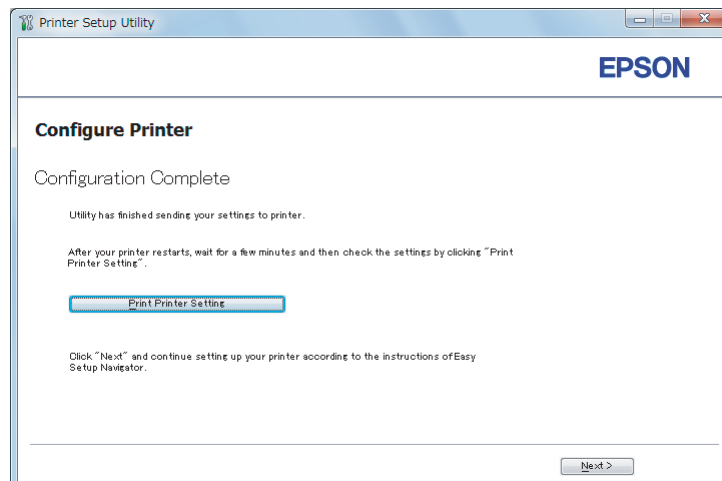 Printer Setup Utility
EPSON
Configure Printer
Configuration Complete
Utility has finished sending your settings to printer.
After your printer restarts, wait for a few minutes and then check the settings by clicking "Print
Printer Setting".
Print Printer Setting
Click "Next" and continue setting up your printer according to the instructions of Easy
Setup Navigator.
Next >